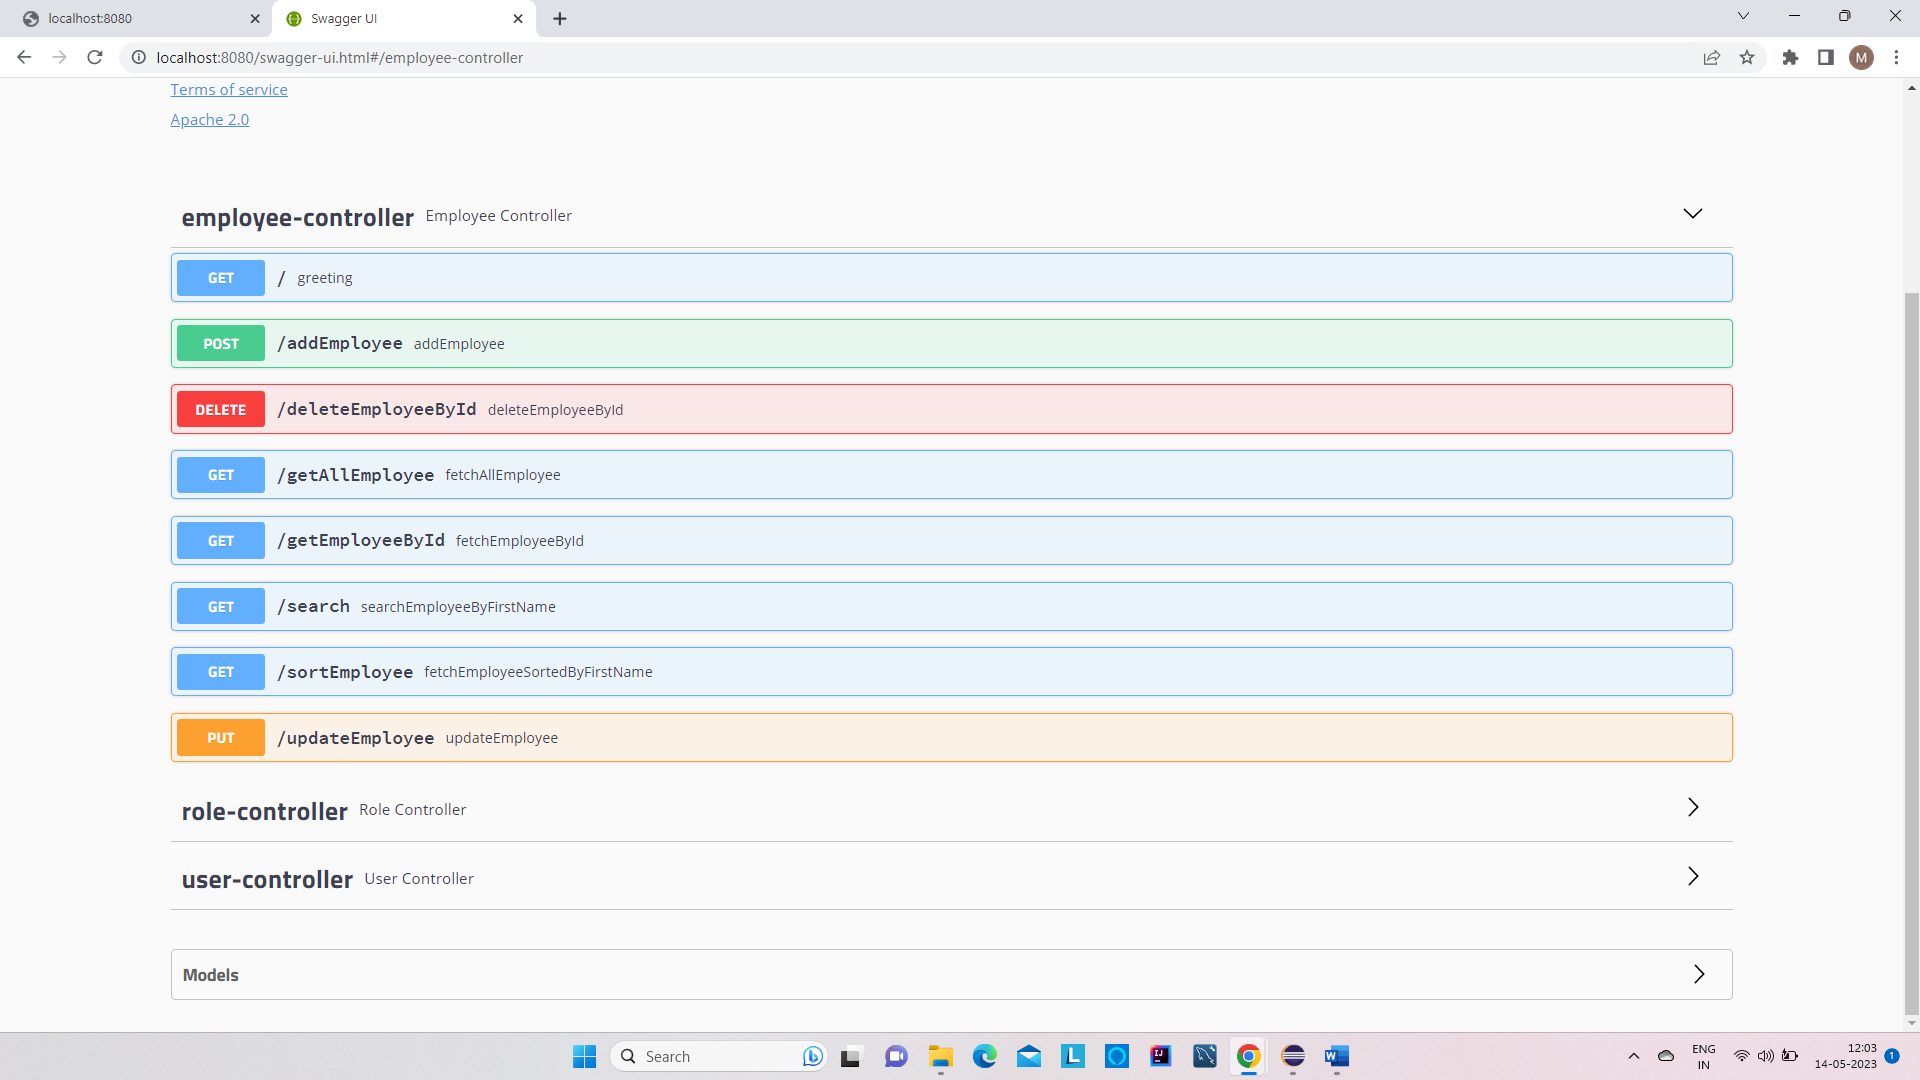 localhost:8080
Swagger UI
localhost:8080/swagger-ui.html#/employee-controller
M
Terms of service
Apache 2.0
employee-controller Employee Controller
GET / greeting
POST /addEmployee addEmployee
DELETE /deleteEmployeeById deleteEmployeeById
GET /getAllEmployee fetchAllEmployee
GET /getEmployeeById fetchEmployeeById
GET /search searchEmployeeByFirstName
GET /sortEmployee fetchEmployeeSortedByFirstName
PUT /updateEmployee updateEmployee
role-controller Role Controller
user-controller User Controller
Models
Search
L
IJ
W
ENG
IN
12:03
14-05-2023
1